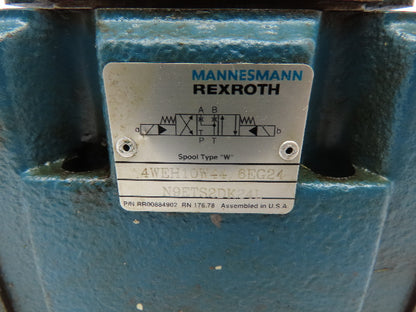 MANNESMANN
REXROTH
A B
a b
P T
Spool Type "W"
4WEH10W44 6EG24
N9ETS2DK24L
P/N RR00884902 RN 176.78 Assembled in U.S.A.